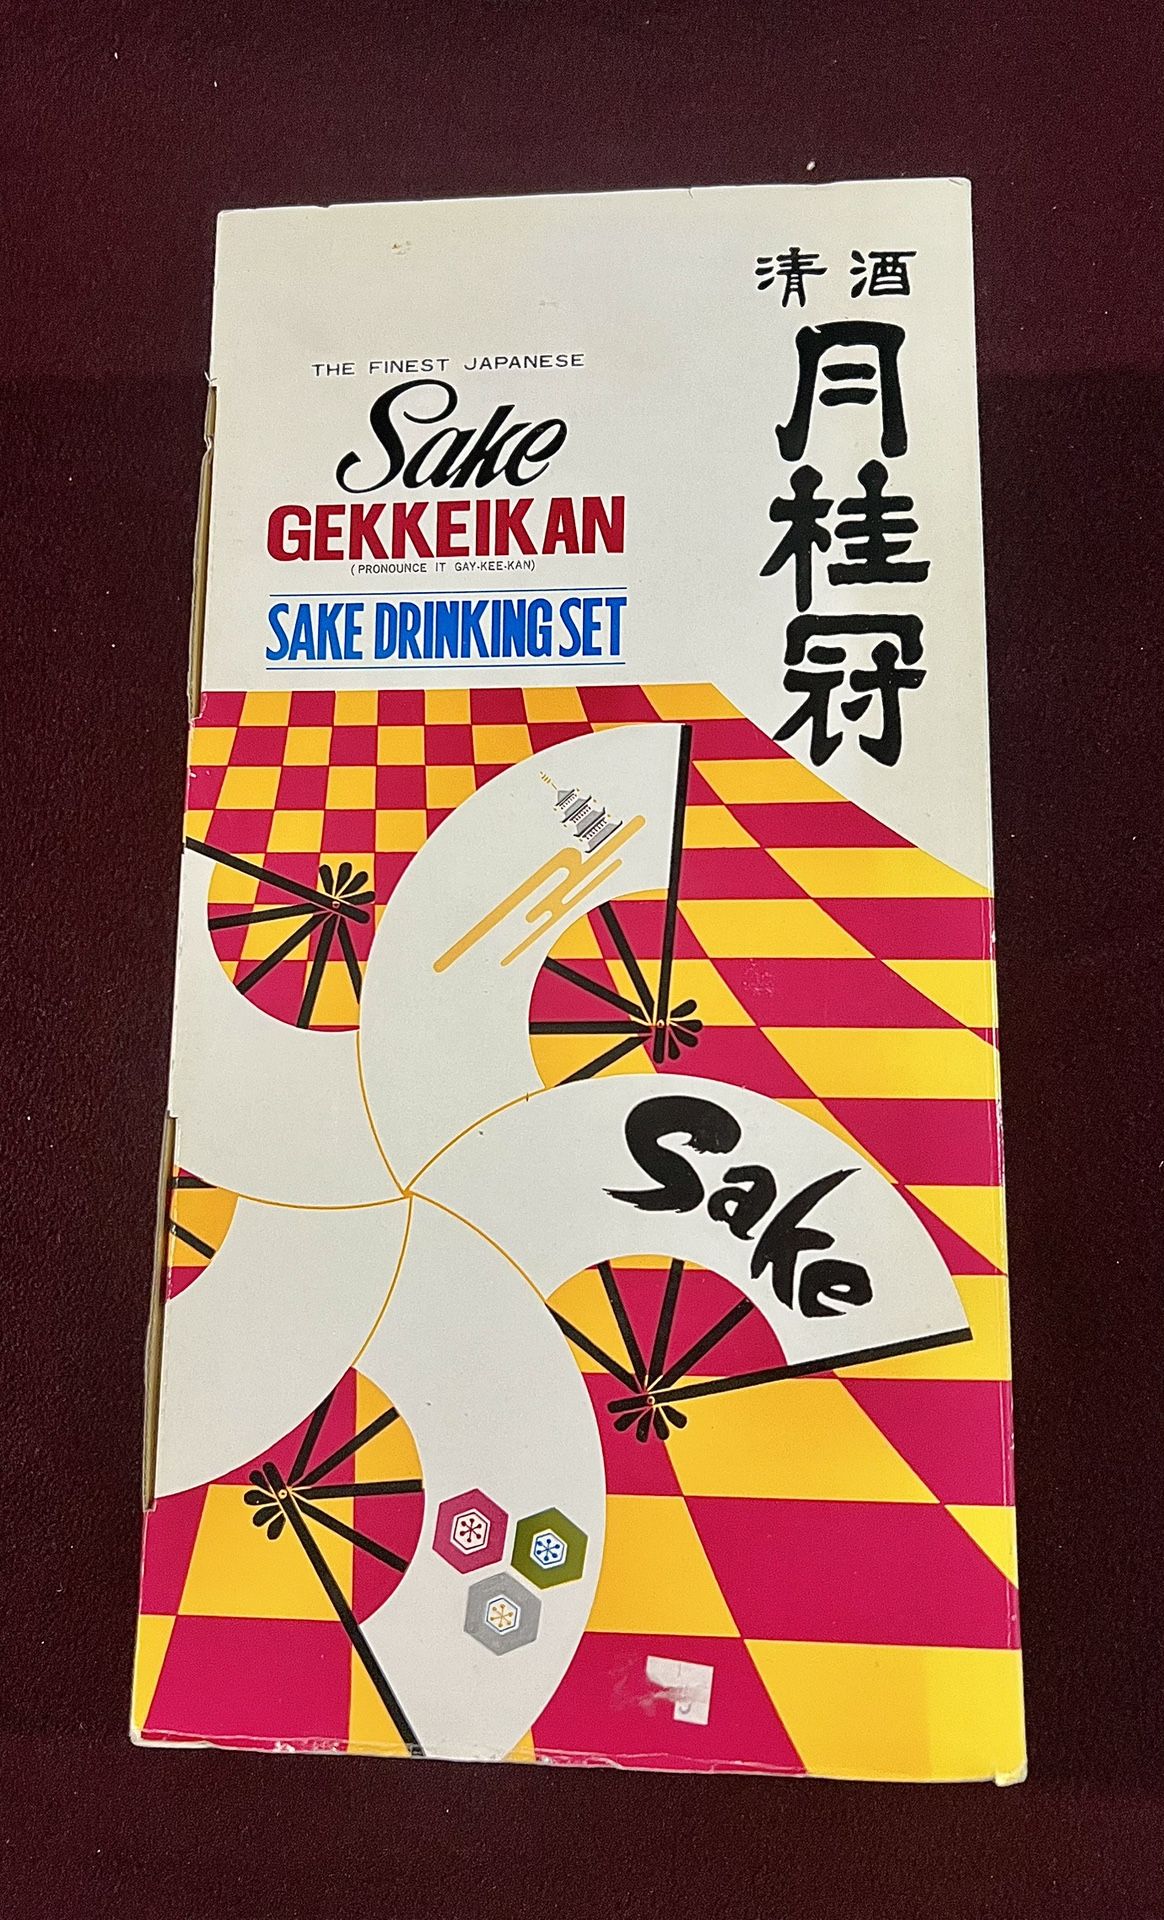 清酒
月桂冠
THE FINEST JAPANESE
Sake
GEKKEIKAN
(PRONOUNCE IT GAY-KEE-KAN)
SAKE DRINKING SET
Sake